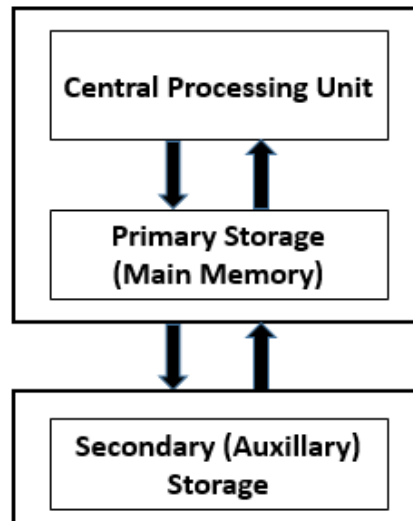 Central Processing Unit
Primary Storage
(Main Memory)
Secondary (Auxillary)
Storage